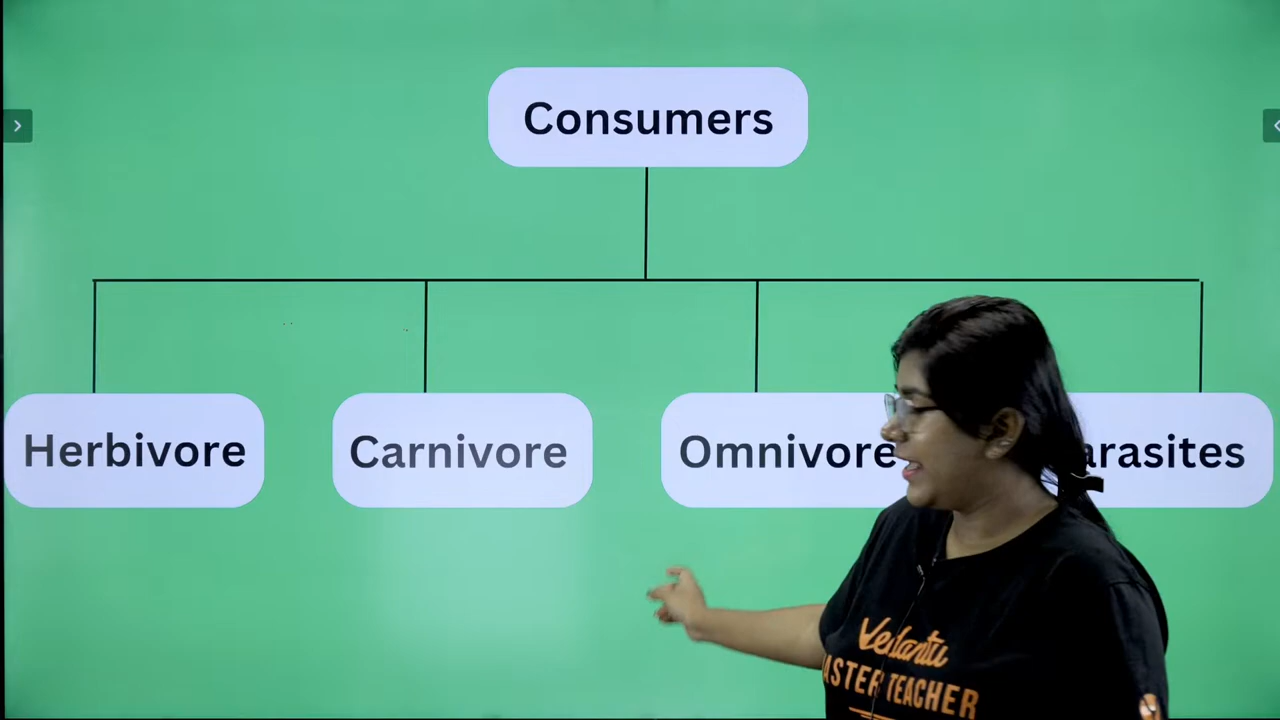 Consumers
Herbivore
Carnivore
Omnivore
arasites
Vedantu
ASTER TEACHER